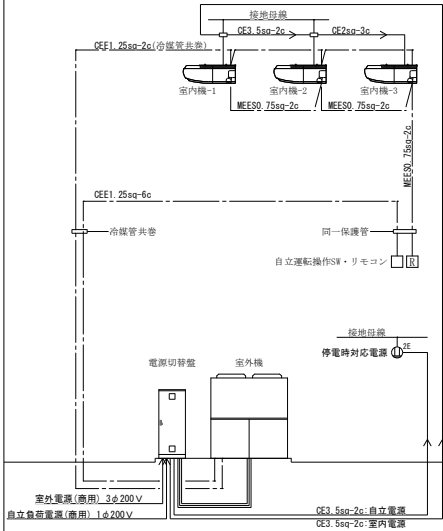 接地母線
CE3.5sq-2c
CE2sq-3c
CEE1.25sq-2c(冷媒管共巻)
室内機-1
室内機-2
室内機-3
MEES0.75sq-2c
MEES0.75sq-2c
MEES0.75sq-2c
CEE1.25sq-6c
冷媒管共巻
同一保護管
自立運転操作SW・リモコン
R
接地母線
停電時対応電源
2E
電源切替盤
室外機
室外電源(商用) 3φ200V
自立負荷電源(商用) 1φ200V
CE3.5sq-2c:自立電源
CE3.5sq-2c:室内電源